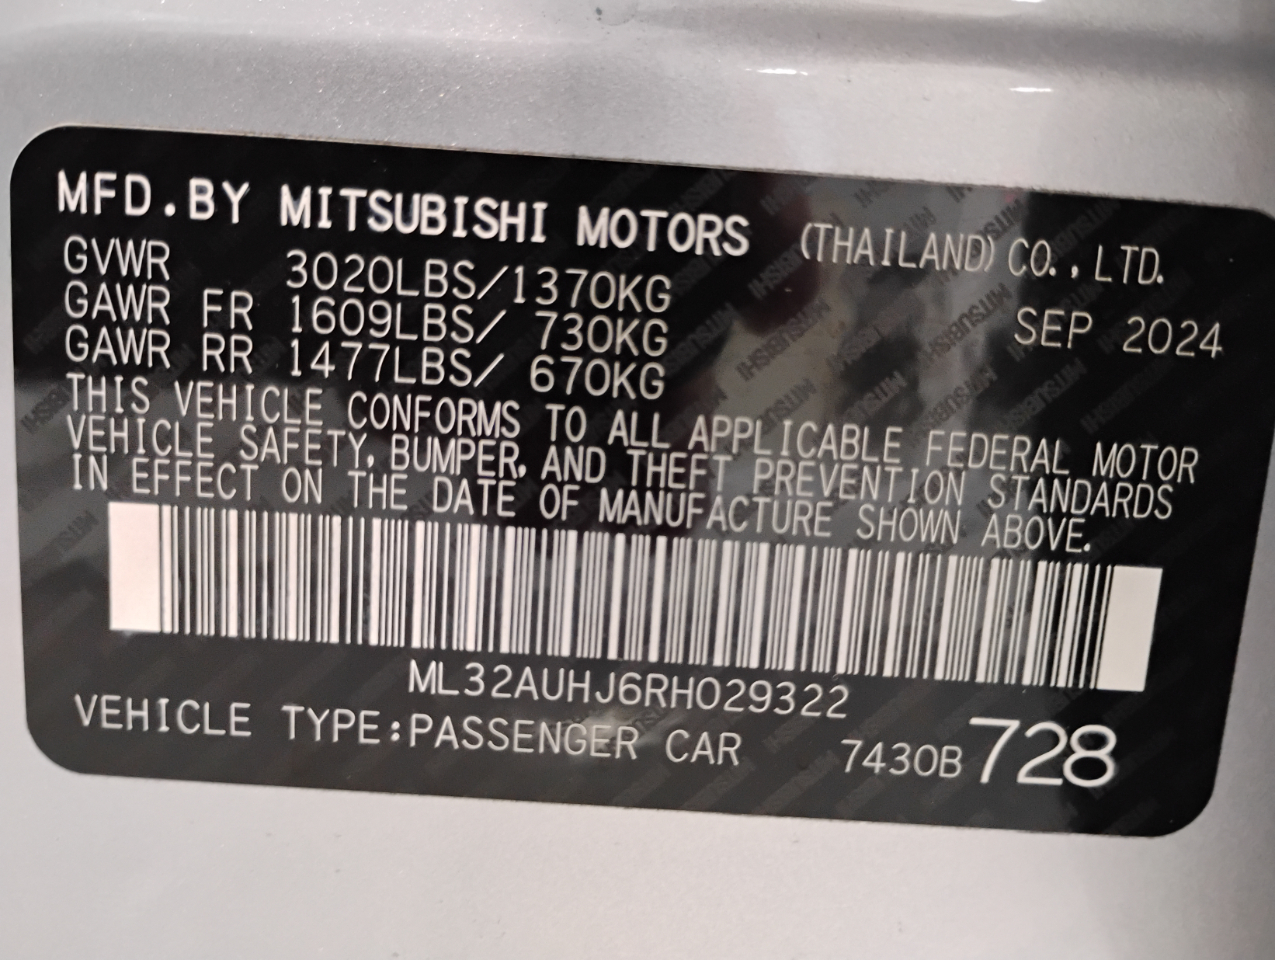 MFD.BY MITSUBISHI MOTORS (THAILAND)CO.,LTD.
GVWR 3020LBS/1370KG
GAWR FR 1609LBS/ 730KG SEP 2024
GAWR RR 1477LBS/ 670KG
THIS VEHICLE CONFORMS TO ALL APPLICABLE FEDERAL MOTOR
VEHICLE SAFETY, BUMPER, AND THEFT PREVENTION STANDARDS
IN EFFECT ON THE DATE OF MANUFACTURE SHOWN ABOVE.
ML32AUHJ6RH029322
VEHICLE TYPE:PASSENGER CAR 7430B728